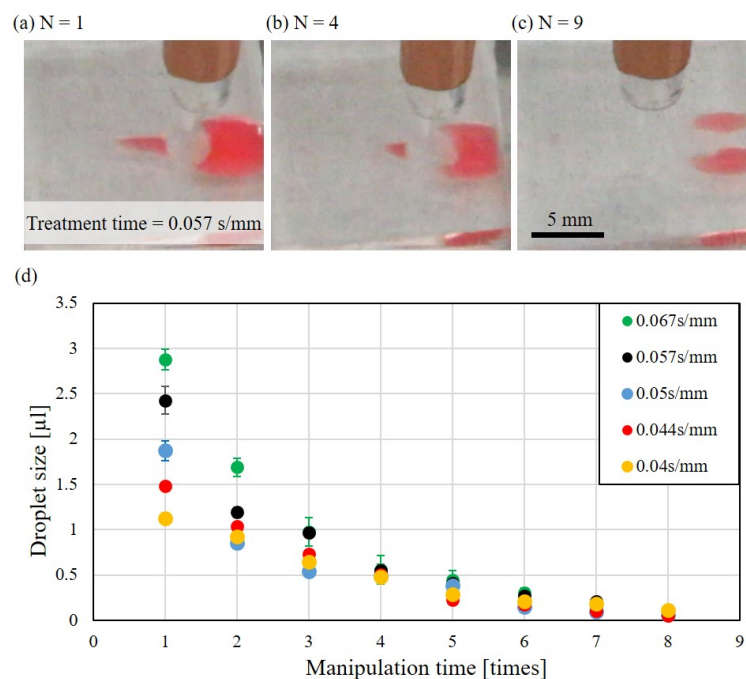 (a) N = 1
(b) N = 4
(c) N = 9
Treatment time = 0.057 s/mm
5 mm
(d)
3.5
3
2.5
2
1.5
1
0.5
0
0 1 2 3 4 5 6 7 8 9
Droplet size [µl]
Manipulation time [times]
0.067s/mm
0.057s/mm
0.05s/mm
0.044s/mm
0.04s/mm